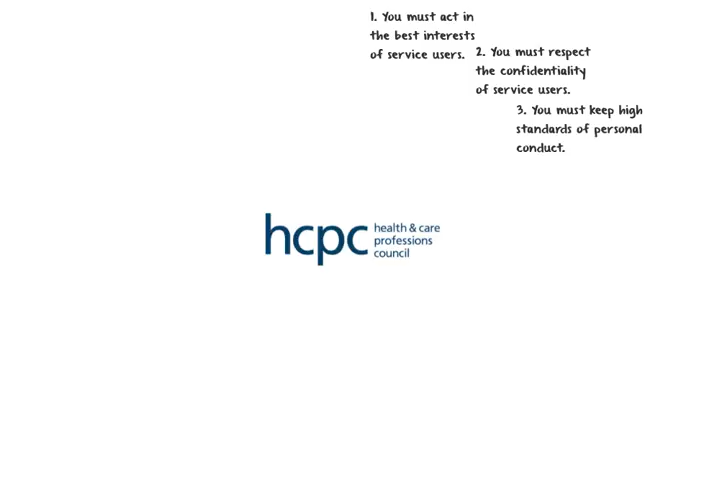 1. You must act in
the best interests
of service users.
2. You must respect
the confidentiality
of service users.
3. You must keep high
standards of personal
conduct.
hcpc health & care
professions
council